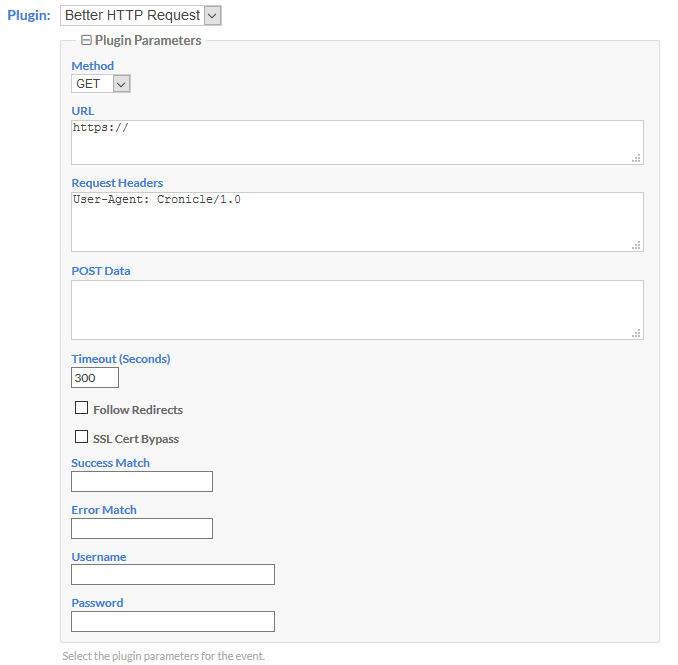 Plugin: Better HTTP Request
Plugin Parameters
Method
GET
URL
https://
Request Headers
User-Agent: Cronicle/1.0
POST Data
Timeout (Seconds)
300
Follow Redirects
SSL Cert Bypass
Success Match
Error Match
Username
Password
Select the plugin parameters for the event.